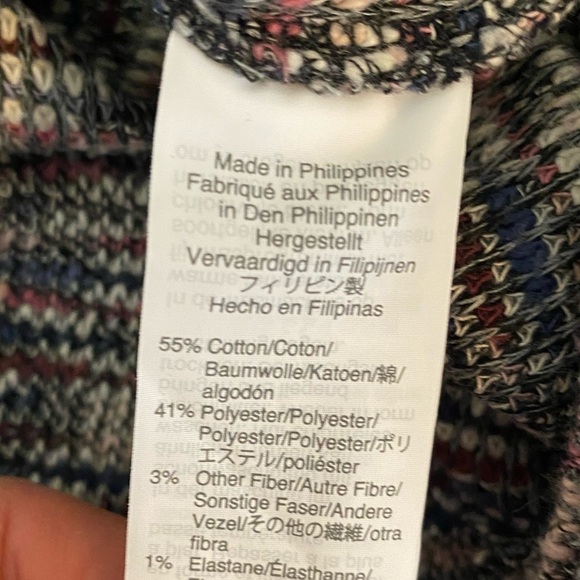 Made in Philippines
Fabriqué aux Philippines
in Den Philippinen
Hergestellt
Vervaardigd in Filipijnen
フィリピン製
Hecho en Filipinas
55% Cotton/Coton/
Baumwolle/Katoen/綿/
algodón
41% Polyester/Polyester/
Polyester/Polyester/ポリ
エステル/poliéster
3% Other Fiber/Autre Fibre/
Sonstige Faser/Andere
Vezel/その他の繊維/otra
fibra
1% Elastane/Élasthanne/